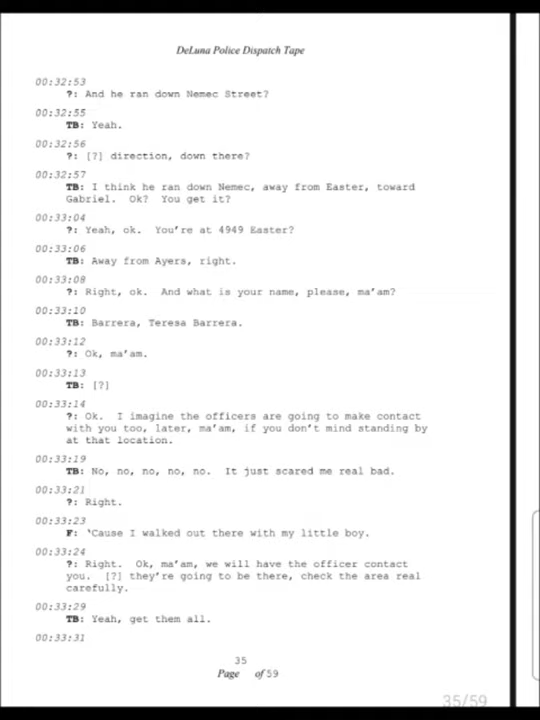 DeLuna Police Dispatch Tape
00:32:53
?: And he ran down Nemec Street?
00:32:55
TB: Yeah.
00:32:56
?: [?] direction, down there?
00:32:57
TB: I think he ran down Nemec, away from Easter, toward
Gabriel.  Ok?  You get it?
00:33:04
?: Yeah, ok.  You're at 4949 Easter?
00:33:06
TB: Away from Ayers, right.
00:33:08
?: Right, ok.  And what is your name, please, ma'am?
00:33:10
TB: Barrera, Teresa Barrera.
00:33:12
?: Ok, ma'am.
00:33:13
TB: [?]
00:33:14
?: Ok.  I imagine the officers are going to make contact
with you too, later, ma'am, if you don't mind standing by
at that location.
00:33:19
TB: No, no, no, no, no.  It just scared me real bad.
00:33:21
?: Right.
00:33:23
F: 'Cause I walked out there with my little boy.
00:33:24
?: Right.  Ok, ma'am, we will have the officer contact
you.  [?] they're going to be there, check the area real
carefully.
00:33:29
TB: Yeah, get them all.
00:33:31
35
Page of 59
35/59